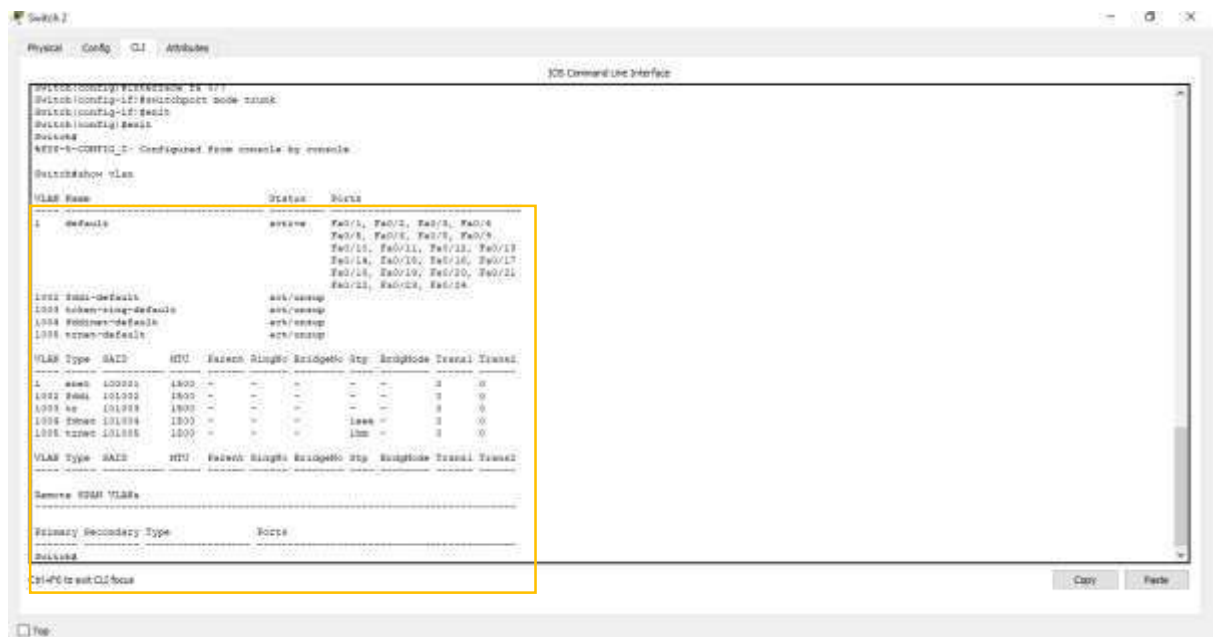 Switch 2
Physical Config CLI Attributes
IOS Command Line Interface
Switch(config)#interface fa 0/7
Switch(config-if)#switchport mode trunk
Switch(config-if)#exit
Switch(config)#exit
Switch#
%SYS-5-CONFIG_I: Configured from console by console
Switch#show vlan
VLAN Name Status Ports
1 default active Fa0/1, Fa0/2, Fa0/3, Fa0/4
Fa0/5, Fa0/6, Fa0/8, Fa0/9
Fa0/10, Fa0/11, Fa0/12, Fa0/13
Fa0/14, Fa0/15, Fa0/16, Fa0/17
Fa0/18, Fa0/19, Fa0/20, Fa0/21
Fa0/22, Fa0/23, Fa0/24
1002 fddi-default act/unsup
1003 token-ring-default act/unsup
1004 fddinet-default act/unsup
1005 trnet-default act/unsup
VLAN Type SAID MTU Parent RingNo BridgeNo Stp BrdgMode Trans1 Trans2
1 enet 100001 1500 - - - - - 0 0
1002 fddi 101002 1500 - - - - - 0 0
1003 tr 101003 1500 - - - - - 0 0
1004 fdnet 101004 1500 - - - ieee - 0 0
1005 trnet 101005 1500 - - - ibm - 0 0
VLAN Type SAID MTU Parent RingNo BridgeNo Stp BrdgMode Trans1 Trans2
Remote SPAN VLANs
Primary Secondary Type Ports
Switch#
Ctrl+F6 to exit CLI focus
Copy Paste
Top